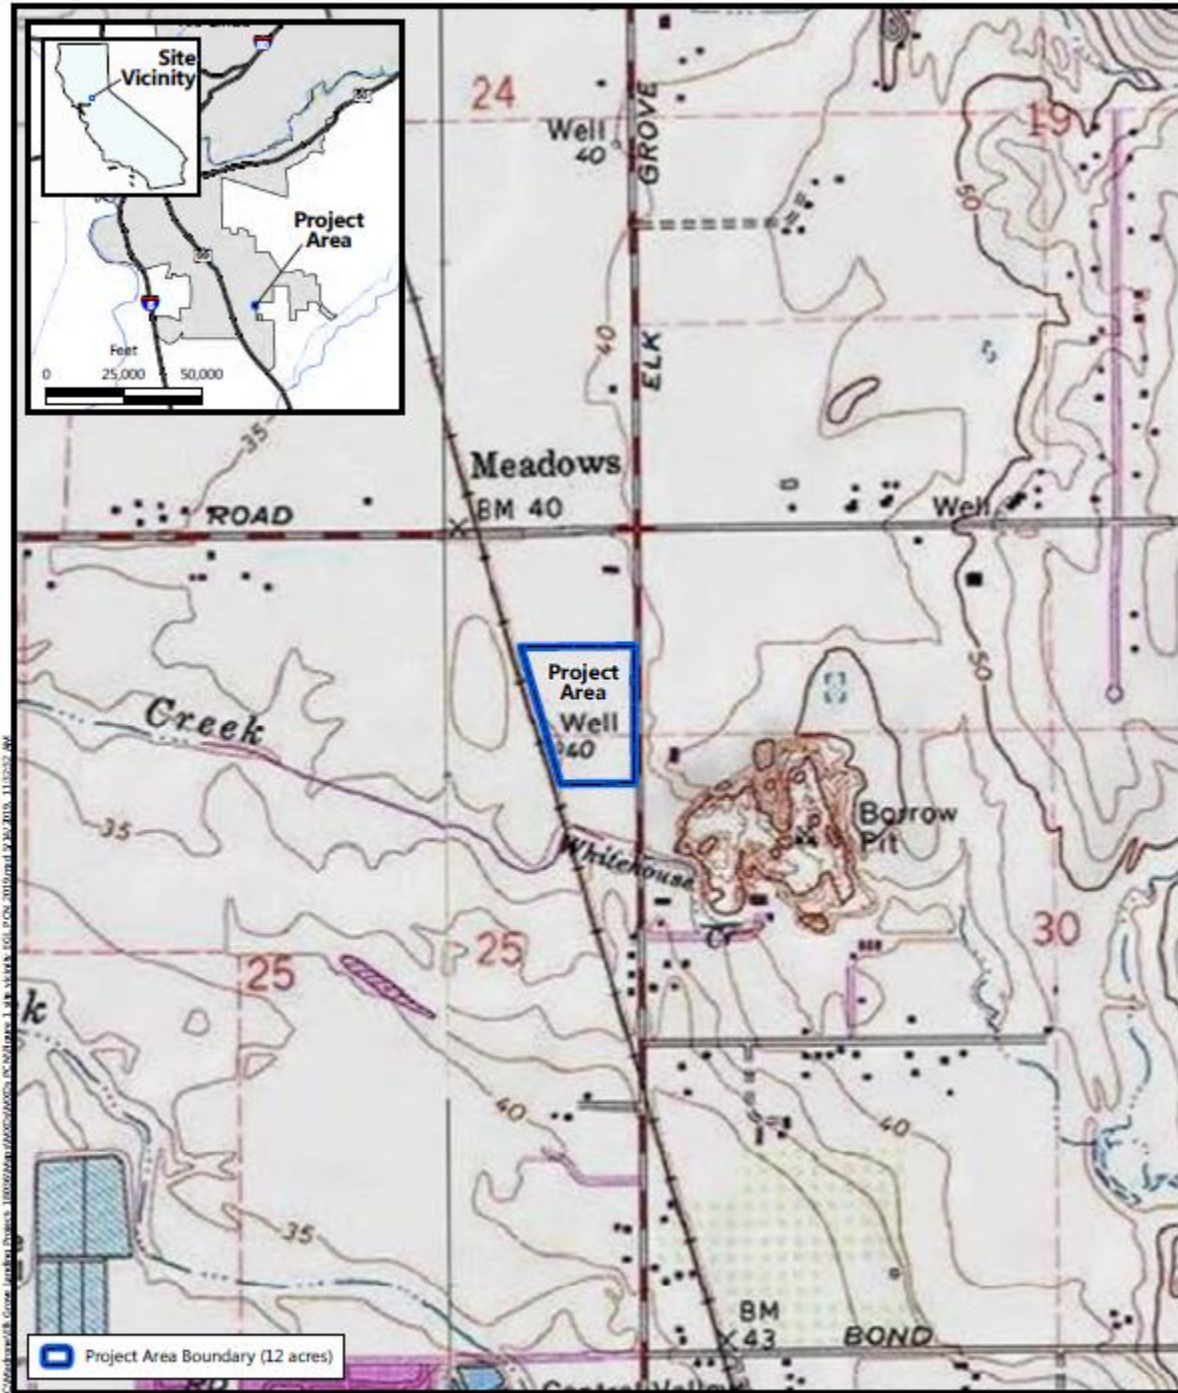 Site
Vicinity
Project
Area
Feet
0 25,000 50,000
24
Well
40
GROVE
19
50
40
ELK
35
Meadows
BM 40
ROAD
Well
50
Project
Area
Well
40
Creek
35
Borrow
Pit
Whitehouse
Cr
25
25
30
k
40
40
35
BM
43
BOND
Project Area Boundary (12 acres)
RD